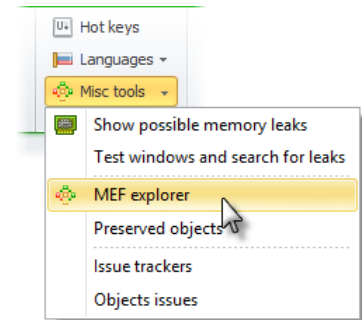 U+ Hot keys
Languages
Misc tools
Show possible memory leaks
Test windows and search for leaks
MEF explorer
Preserved objects
Issue trackers
Objects issues